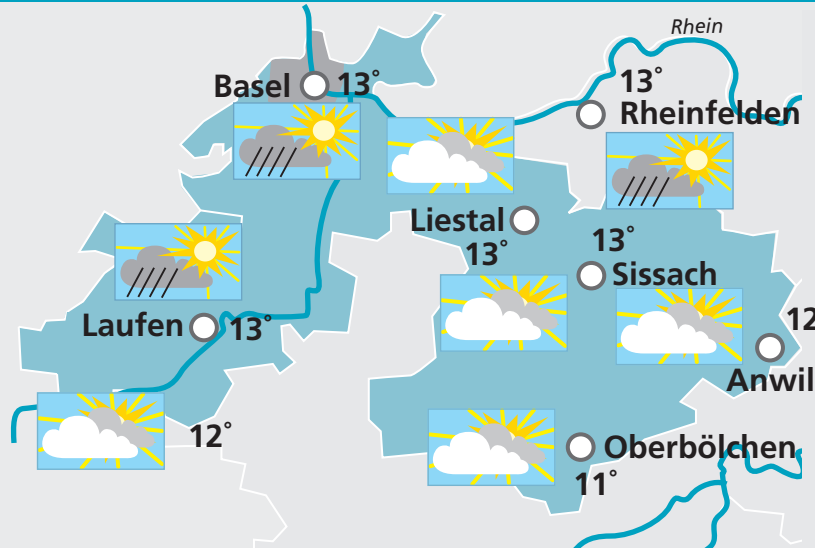 Rhein
Basel 13°
13°
Rheinfelden
Liestal
13°
13°
Sissach
Laufen 13°
12
Anwil
12°
Oberbölchen
11°